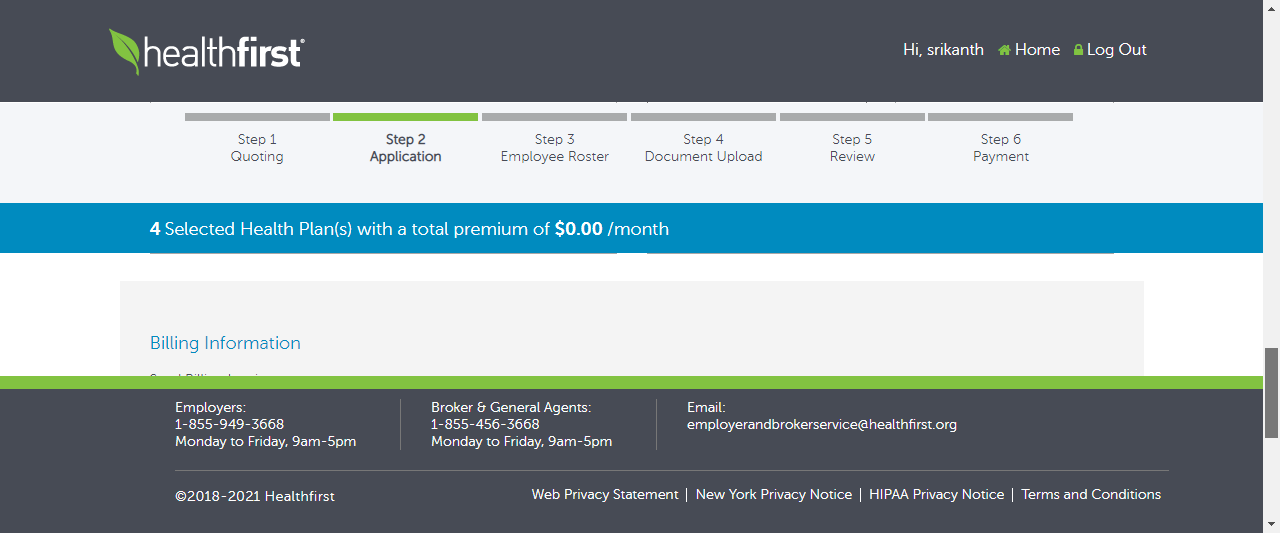 healthfirst
Hi, srikanth Home Log Out
Step 1
Quoting
Step 2
Application
Step 3
Employee Roster
Step 4
Document Upload
Step 5
Review
Step 6
Payment
4 Selected Health Plan(s) with a total premium of $0.00 /month
Billing Information
Employers:
1-855-949-3668
Monday to Friday, 9am-5pm
Broker & General Agents:
1-855-456-3668
Monday to Friday, 9am-5pm
Email:
employerandbrokerservice@healthfirst.org
©2018-2021 Healthfirst
Web Privacy Statement | New York Privacy Notice | HIPAA Privacy Notice | Terms and Conditions